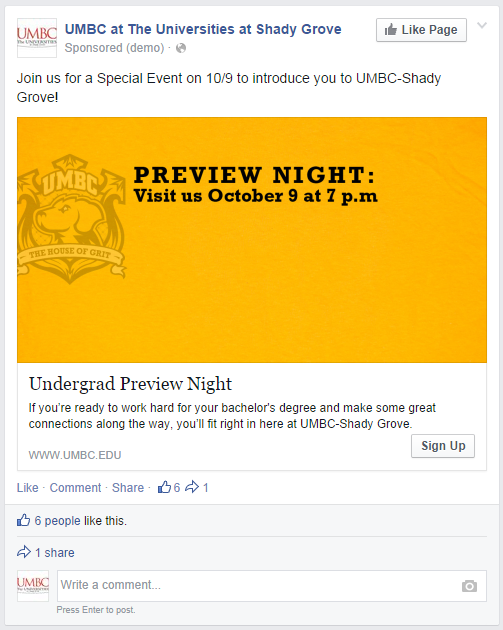 UMBC
UMBC at The Universities at Shady Grove
Like Page
Sponsored (demo) ·
Join us for a Special Event on 10/9 to introduce you to UMBC-Shady
Grove!
UMBC
THE HOUSE OF GRIT
PREVIEW NIGHT:
Visit us October 9 at 7 p.m
Undergrad Preview Night
If you're ready to work hard for your bachelor's degree and make some great
connections along the way, you'll fit right in here at UMBC-Shady Grove.
WWW.UMBC.EDU
Sign Up
Like · Comment · Share · 6 1
6 people like this.
1 share
UMBC
Write a comment...
Press Enter to post.